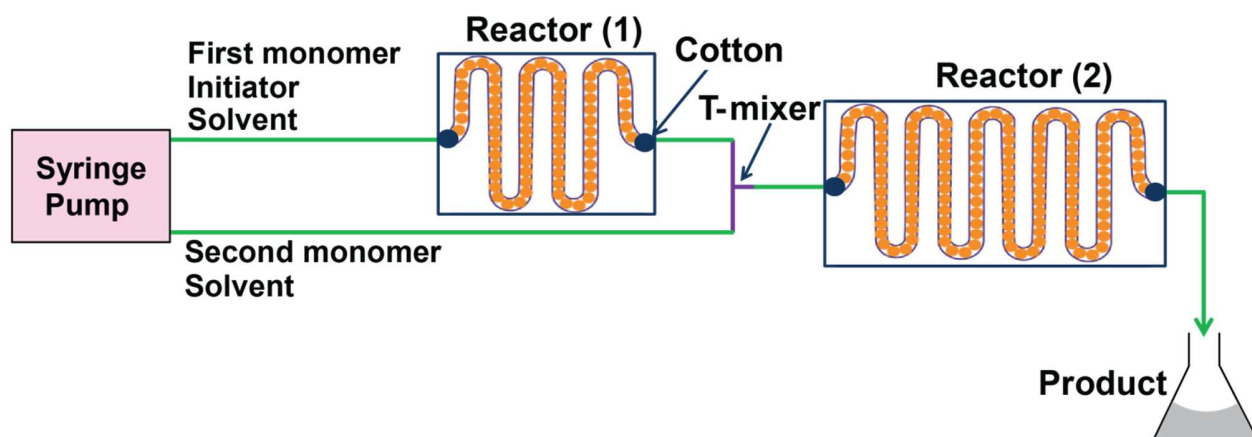 Reactor (1)
First monomer
Initiator
Solvent
Cotton
Reactor (2)
T-mixer
Syringe
Pump
Second monomer
Solvent
Product